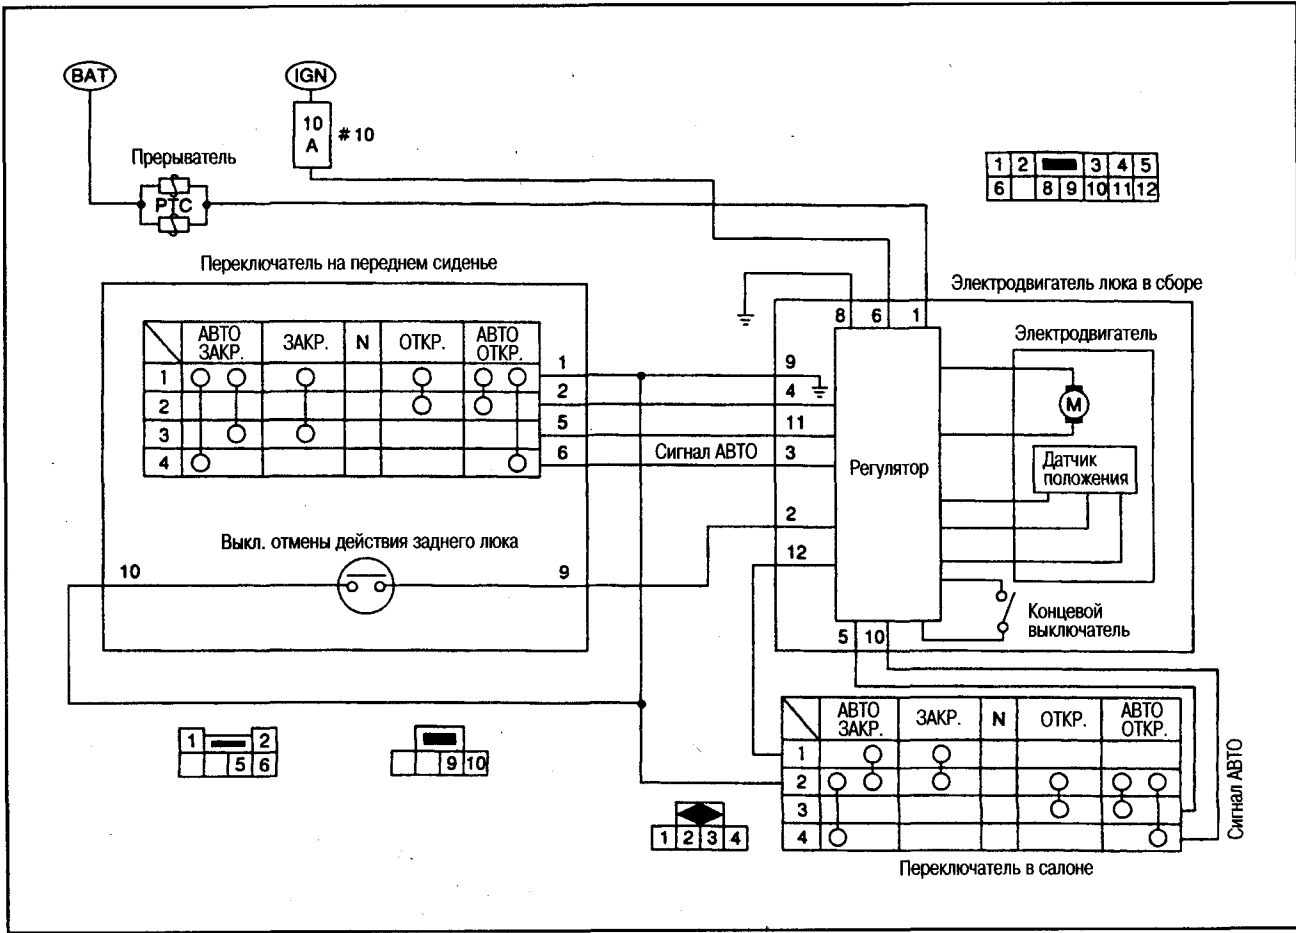 BAT
IGN
10
A
#10
Прерыватель
PTC
1 2 3 4 5
6 8 9 10 11 12
Переключатель на переднем сиденье
Электродвигатель люка в сборе
8 6 1
Электродвигатель
АВТО
ЗАКР.
ЗАКР.
N
ОТКР.
АВТО
ОТКР.
1
2
3
4
1
2
5
6
Сигнал АВТО
9
4
11
3
2
12
Регулятор
M
Датчик
положения
Выкл. отмены действия заднего люка
10
9
Концевой
выключатель
5 10
АВТО
ЗАКР.
ЗАКР.
N
ОТКР.
АВТО
ОТКР.
1
2
3
4
Сигнал АВТО
1 2
5 6
9 10
1 2 3 4
Переключатель в салоне